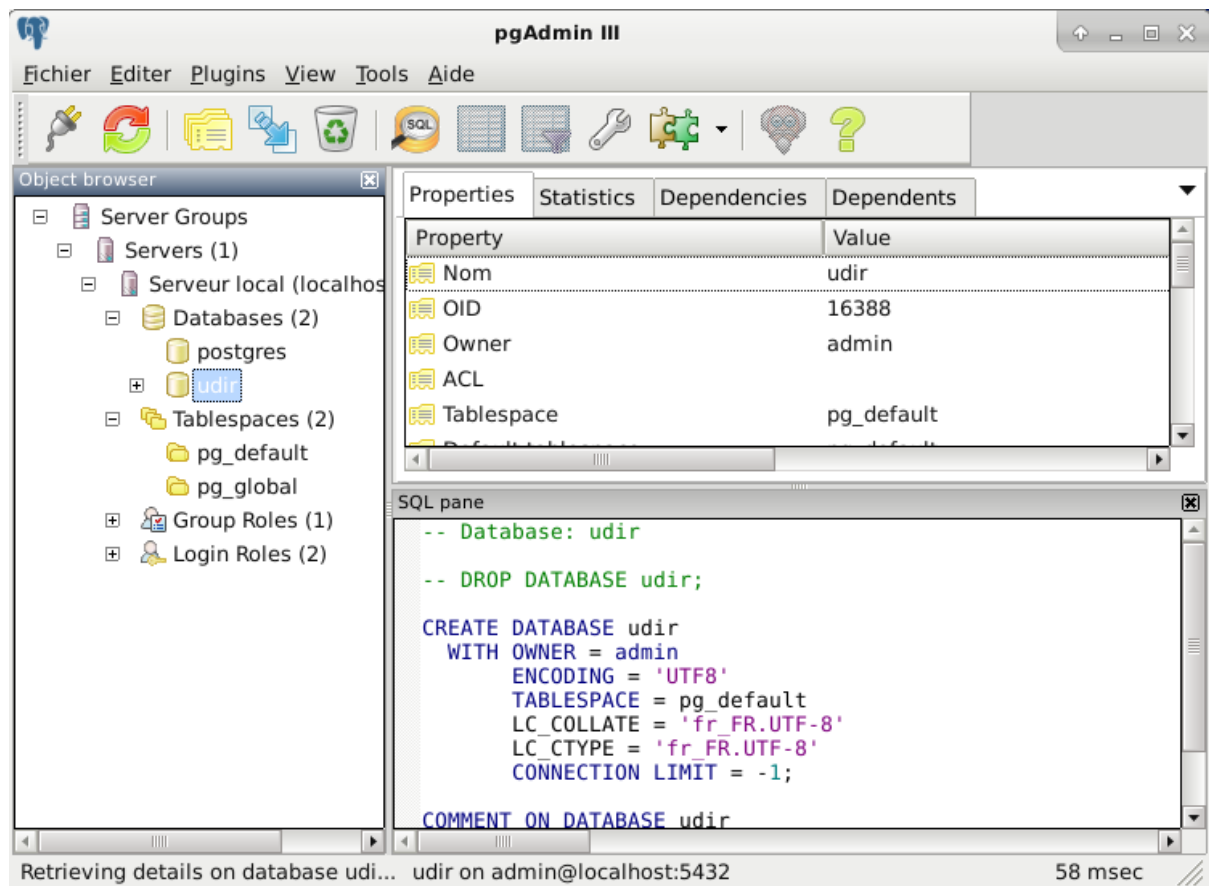 pgAdmin III
Fichier Editer Plugins View Tools Aide
SQL
Object browser
Server Groups
Servers (1)
Serveur local (localhos
Databases (2)
postgres
udir
Tablespaces (2)
pg_default
pg_global
Group Roles (1)
Login Roles (2)
Properties Statistics Dependencies Dependents
Property Value
Nom udir
OID 16388
Owner admin
ACL
Tablespace pg_default
SQL pane
-- Database: udir
-- DROP DATABASE udir;
CREATE DATABASE udir
WITH OWNER = admin
ENCODING = 'UTF8'
TABLESPACE = pg_default
LC_COLLATE = 'fr_FR.UTF-8'
LC_CTYPE = 'fr_FR.UTF-8'
CONNECTION LIMIT = -1;
COMMENT ON DATABASE udir
Retrieving details on database udi... udir on admin@localhost:5432 58 msec